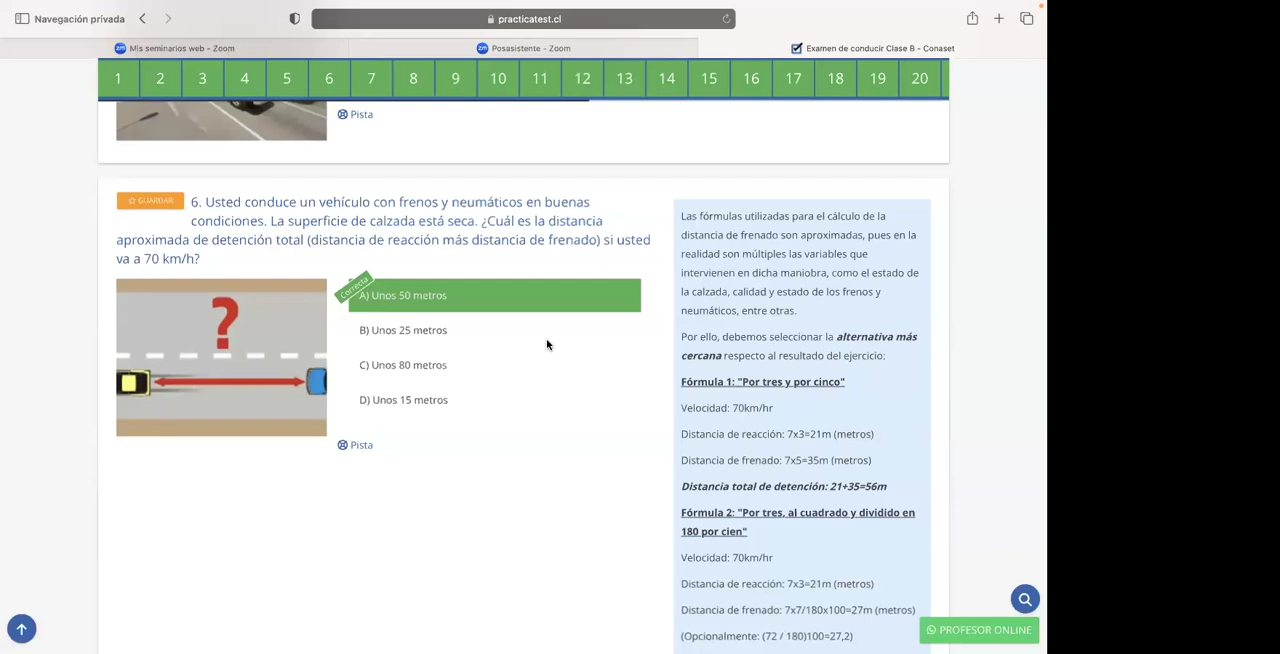 Navegación privada
practicatest.cl
Mis seminarios web - Zoom
Posasistente - Zoom
Examen de conducir Clase B - Conaset
1 2 3 4 5 6 7 8 9 10 11 12 13 14 15 16 17 18 19 20
Pista
GUARDAR
6. Usted conduce un vehículo con frenos y neumáticos en buenas
condiciones. La superficie de calzada está seca. ¿Cuál es la distancia
aproximada de detención total (distancia de reacción más distancia de frenado) si usted
va a 70 km/h?
?
Correcta
A) Unos 50 metros
B) Unos 25 metros
C) Unos 80 metros
D) Unos 15 metros
Pista
Las fórmulas utilizadas para el cálculo de la
distancia de frenado son aproximadas, pues en la
realidad son múltiples las variables que
intervienen en dicha maniobra, como el estado de
la calzada, calidad y estado de los frenos y
neumáticos, entre otras.
Por ello, debemos seleccionar la alternativa más
cercana respecto al resultado del ejercicio:
Fórmula 1: "Por tres y por cinco"
Velocidad: 70km/hr
Distancia de reacción: 7x3=21m (metros)
Distancia de frenado: 7x5=35m (metros)
Distancia total de detención: 21+35=56m
Fórmula 2: "Por tres, al cuadrado y dividido en
180 por cien"
Velocidad: 70km/hr
Distancia de reacción: 7x3=21m (metros)
Distancia de frenado: 7x7/180x100=27m (metros)
(Opcionalmente: (72 / 180)100=27,2)
PROFESOR ONLINE